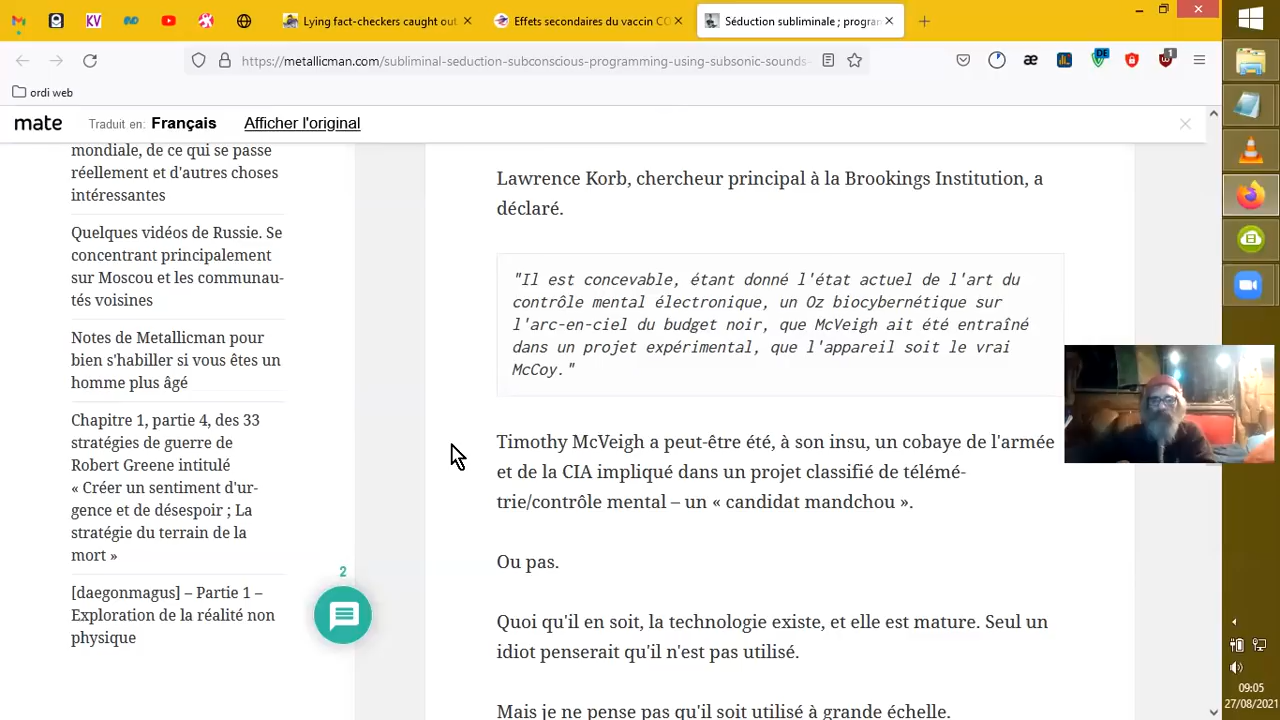 Lying fact-checkers caught out
Effets secondaires du vaccin CO
Séduction subliminale ; progran
https://metallicman.com/subliminal-seduction-subconscious-programming-using-subsonic-sounds-
DE
1
ordi web
mate
Traduit en: Français
Afficher l'original
mondiale, de ce qui se passe
réellement et d'autres choses
intéressantes
Quelques vidéos de Russie. Se
concentrant principalement
sur Moscou et les communau-
tés voisines
Notes de Metallicman pour
bien s'habiller si vous êtes un
homme plus âgé
Chapitre 1, partie 4, des 33
stratégies de guerre de
Robert Greene intitulé
« Créer un sentiment d'ur-
gence et de désespoir ; La
stratégie du terrain de la
mort »
[daegonmagus] – Partie 1 –
Exploration de la réalité non
physique
2
Lawrence Korb, chercheur principal à la Brookings Institution, a
déclaré.
"Il est concevable, étant donné l'état actuel de l'art du
contrôle mental électronique, un Oz biocybernétique sur
l'arc-en-ciel du budget noir, que McVeigh ait été entraîné
dans un projet expérimental, que l'appareil soit le vrai
McCoy."
Timothy McVeigh a peut-être été, à son insu, un cobaye de l'armée
et de la CIA impliqué dans un projet classifié de télémé-
trie/contrôle mental – un « candidat mandchou ».
Ou pas.
Quoi qu'il en soit, la technologie existe, et elle est mature. Seul un
idiot penserait qu'il n'est pas utilisé.
Mais je ne pense pas qu'il soit utilisé à grande échelle.
09:05
27/08/2021